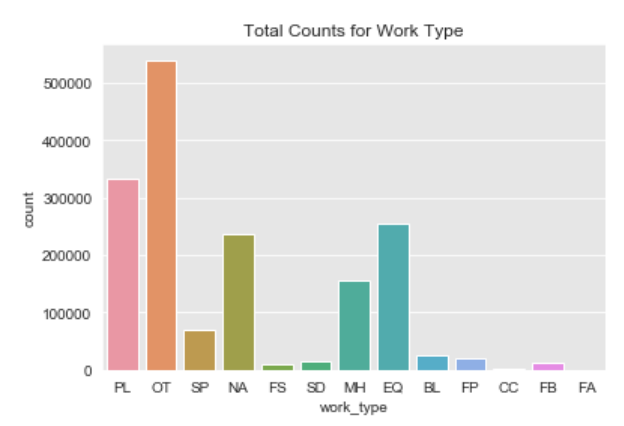 Total Counts for Work Type
500000
400000
300000
200000
100000
0
count
PL OT SP NA FS SD MH EQ BL FP CC FB FA
work_type